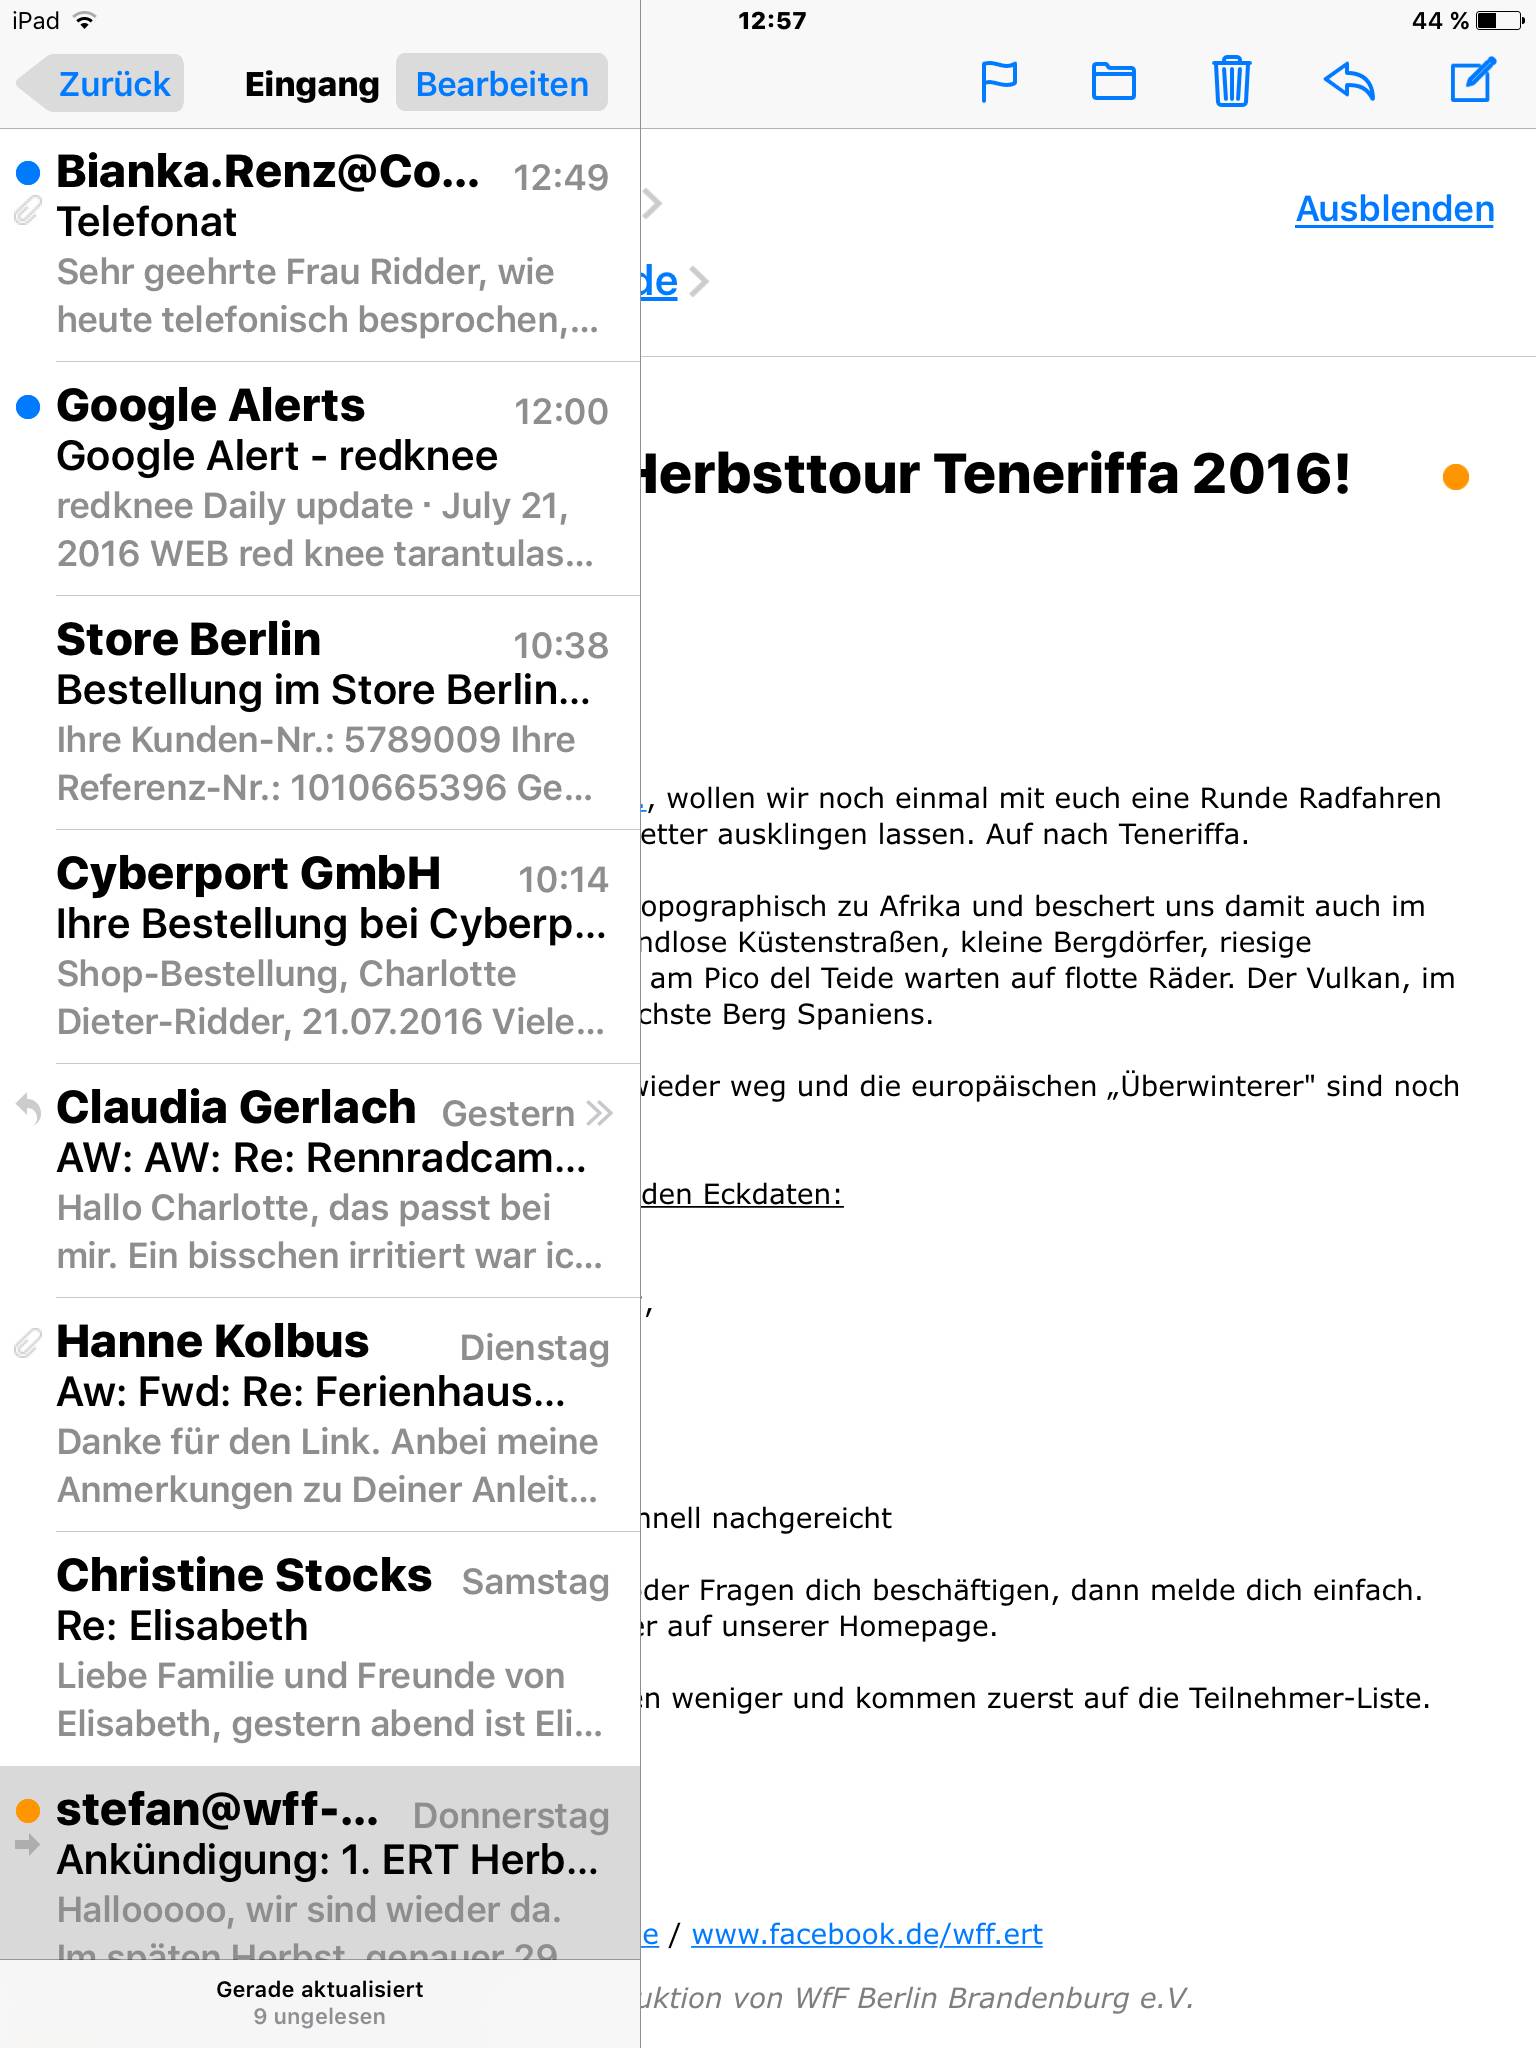 iPad 12:57 44 %
Zurück Eingang Bearbeiten
Bianka.Renz@Co... 12:49
Telefonat
Sehr geehrte Frau Ridder, wie
heute telefonisch besprochen,...
Google Alerts 12:00
Google Alert - redknee
redknee Daily update · July 21,
2016 WEB red knee tarantulas...
Store Berlin 10:38
Bestellung im Store Berlin...
Ihre Kunden-Nr.: 5789009 Ihre
Referenz-Nr.: 1010665396 Ge...
Cyberport GmbH 10:14
Ihre Bestellung bei Cyberp...
Shop-Bestellung, Charlotte
Dieter-Ridder, 21.07.2016 Viele...
Claudia Gerlach Gestern
AW: AW: Re: Rennradcam...
Hallo Charlotte, das passt bei
mir. Ein bisschen irritiert war ic...
Hanne Kolbus Dienstag
Aw: Fwd: Re: Ferienhaus...
Danke für den Link. Anbei meine
Anmerkungen zu Deiner Anleit...
Christine Stocks Samstag
Re: Elisabeth
Liebe Familie und Freunde von
Elisabeth, gestern abend ist Eli...
stefan@wff-... Donnerstag
Ankündigung: 1. ERT Herb...
Hallooooo, wir sind wieder da.
Im späten Herbst, genauer 29.
Gerade aktualisiert
9 ungelesen
Ausblenden
de
Herbsttour Teneriffa 2016!
., wollen wir noch einmal mit euch eine Runde Radfahren
etter ausklingen lassen. Auf nach Teneriffa.
opographisch zu Afrika und beschert uns damit auch im
ndlose Küstenstraßen, kleine Bergdörfer, riesige
am Pico del Teide warten auf flotte Räder. Der Vulkan, im
chste Berg Spaniens.
wieder weg und die europäischen „Überwinterer" sind noch
den Eckdaten:
,
hnell nachgereicht
oder Fragen dich beschäftigen, dann melde dich einfach.
er auf unserer Homepage.
en weniger und kommen zuerst auf die Teilnehmer-Liste.
e / www.facebook.de/wff.ert
uktion von WfF Berlin Brandenburg e.V.